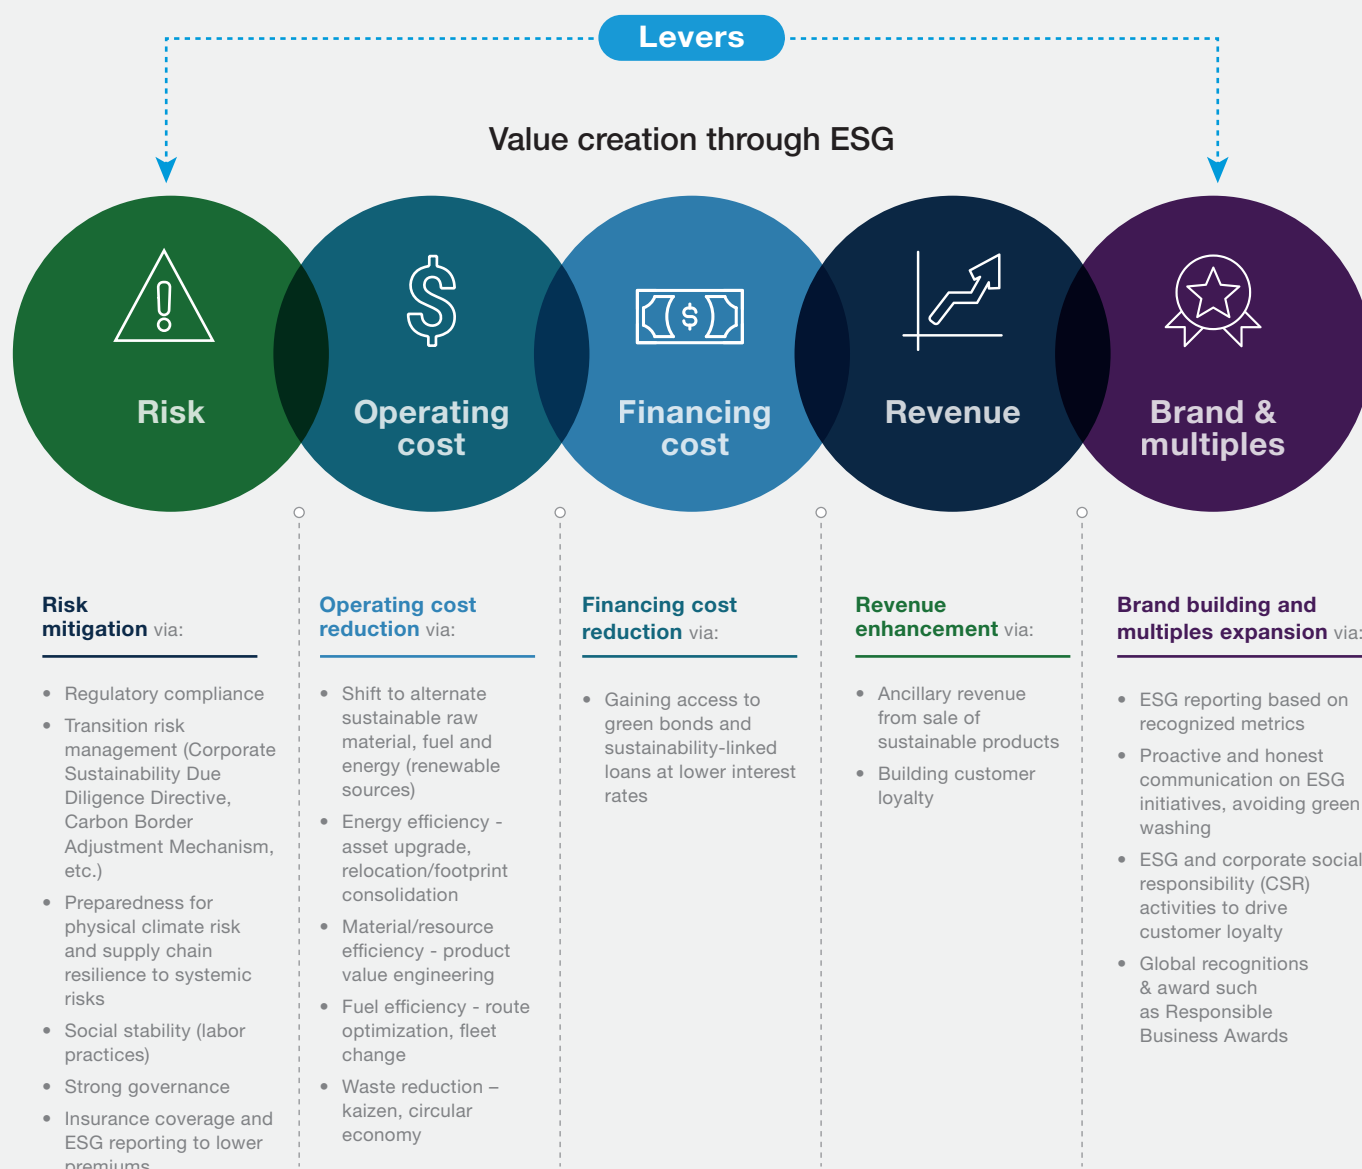 Levers
Value creation through ESG
Risk
Operating
cost
Financing
cost
Revenue
Brand &
multiples
Risk
mitigation via:
• Regulatory compliance
• Transition risk
management (Corporate
Sustainability Due
Diligence Directive,
Carbon Border
Adjustment Mechanism,
etc.)
• Preparedness for
physical climate risk
and supply chain
resilience to systemic
risks
• Social stability (labor
practices)
• Strong governance
• Insurance coverage and
ESG reporting to lower
premiums
Operating cost
reduction via:
• Shift to alternate
sustainable raw
material, fuel and
energy (renewable
sources)
• Energy efficiency -
asset upgrade,
relocation/footprint
consolidation
• Material/resource
efficiency - product
value engineering
• Fuel efficiency - route
optimization, fleet
change
• Waste reduction –
kaizen, circular
economy
Financing cost
reduction via:
• Gaining access to
green bonds and
sustainability-linked
loans at lower interest
rates
Revenue
enhancement via:
• Ancillary revenue
from sale of
sustainable products
• Building customer
loyalty
Brand building and
multiples expansion via:
• ESG reporting based on
recognized metrics
• Proactive and honest
communication on ESG
initiatives, avoiding green
washing
• ESG and corporate social
responsibility (CSR)
activities to drive
customer loyalty
• Global recognitions
& award such
as Responsible
Business Awards